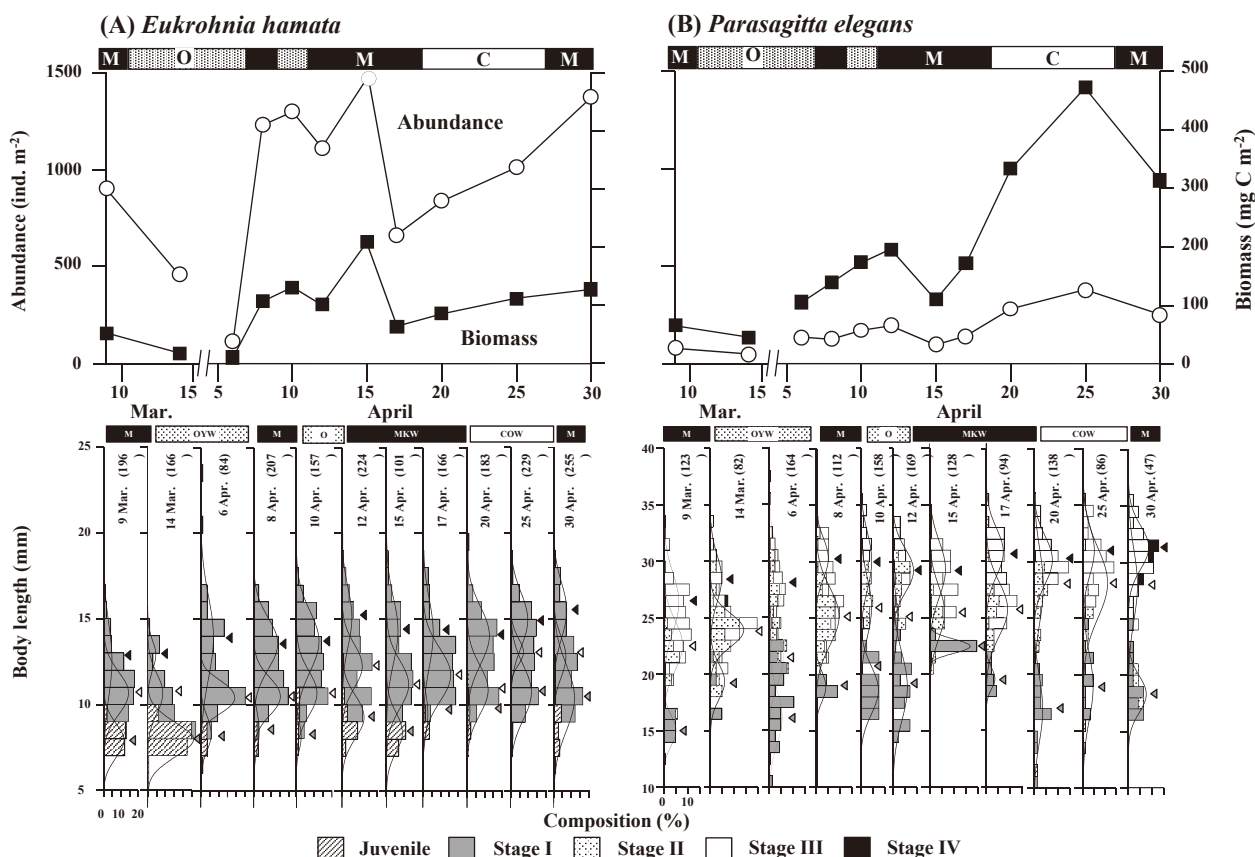 (A) Eukrohnia hamata
(B) Parasagitta elegans
M O M C M
M O M C M
1500
1000
500
0
Abundance (ind. m-2)
Abundance
Biomass
500
400
300
200
100
0
Biomass (mg C m-2)
10 15 5 10 15 20 25 30
Mar. April
10 15 5 10 15 20 25 30
Mar. April
M OYW M O MKW COW M
M OYW M O MKW COW M
25
20
15
10
5
Body length (mm)
9 Mar. (196 )
14 Mar. (166 )
6 Apr. (84)
8 Apr. (207 )
10 Apr. (157 )
12 Apr. (224 )
15 Apr. (101 )
17 Apr. (166 )
20 Apr. (183 )
25 Apr. (229 )
30 Apr. (255 )
40
35
30
25
20
15
10
9 Mar. (123 )
14 Mar. (82)
6 Apr. (164 )
8 Apr. (112 )
10 Apr. (158 )
12 Apr. (169 )
15 Apr. (128 )
17 Apr. (94)
20 Apr. (138 )
25 Apr. (86)
30 Apr. (47)
0 10 20
0 10
Composition (%)
Juvenile Stage I Stage II Stage III Stage IV